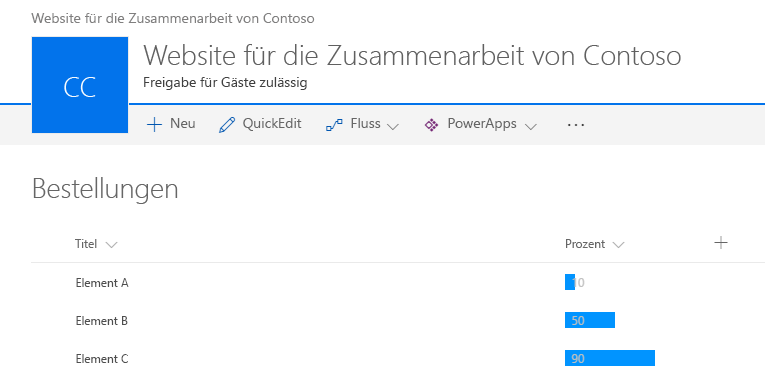 Website für die Zusammenarbeit von Contoso
CC
Website für die Zusammenarbeit von Contoso
Freigabe für Gäste zulässig
Neu QuickEdit Fluss PowerApps ...
Bestellungen
Titel Prozent
Element A 10
Element B 50
Element C 90